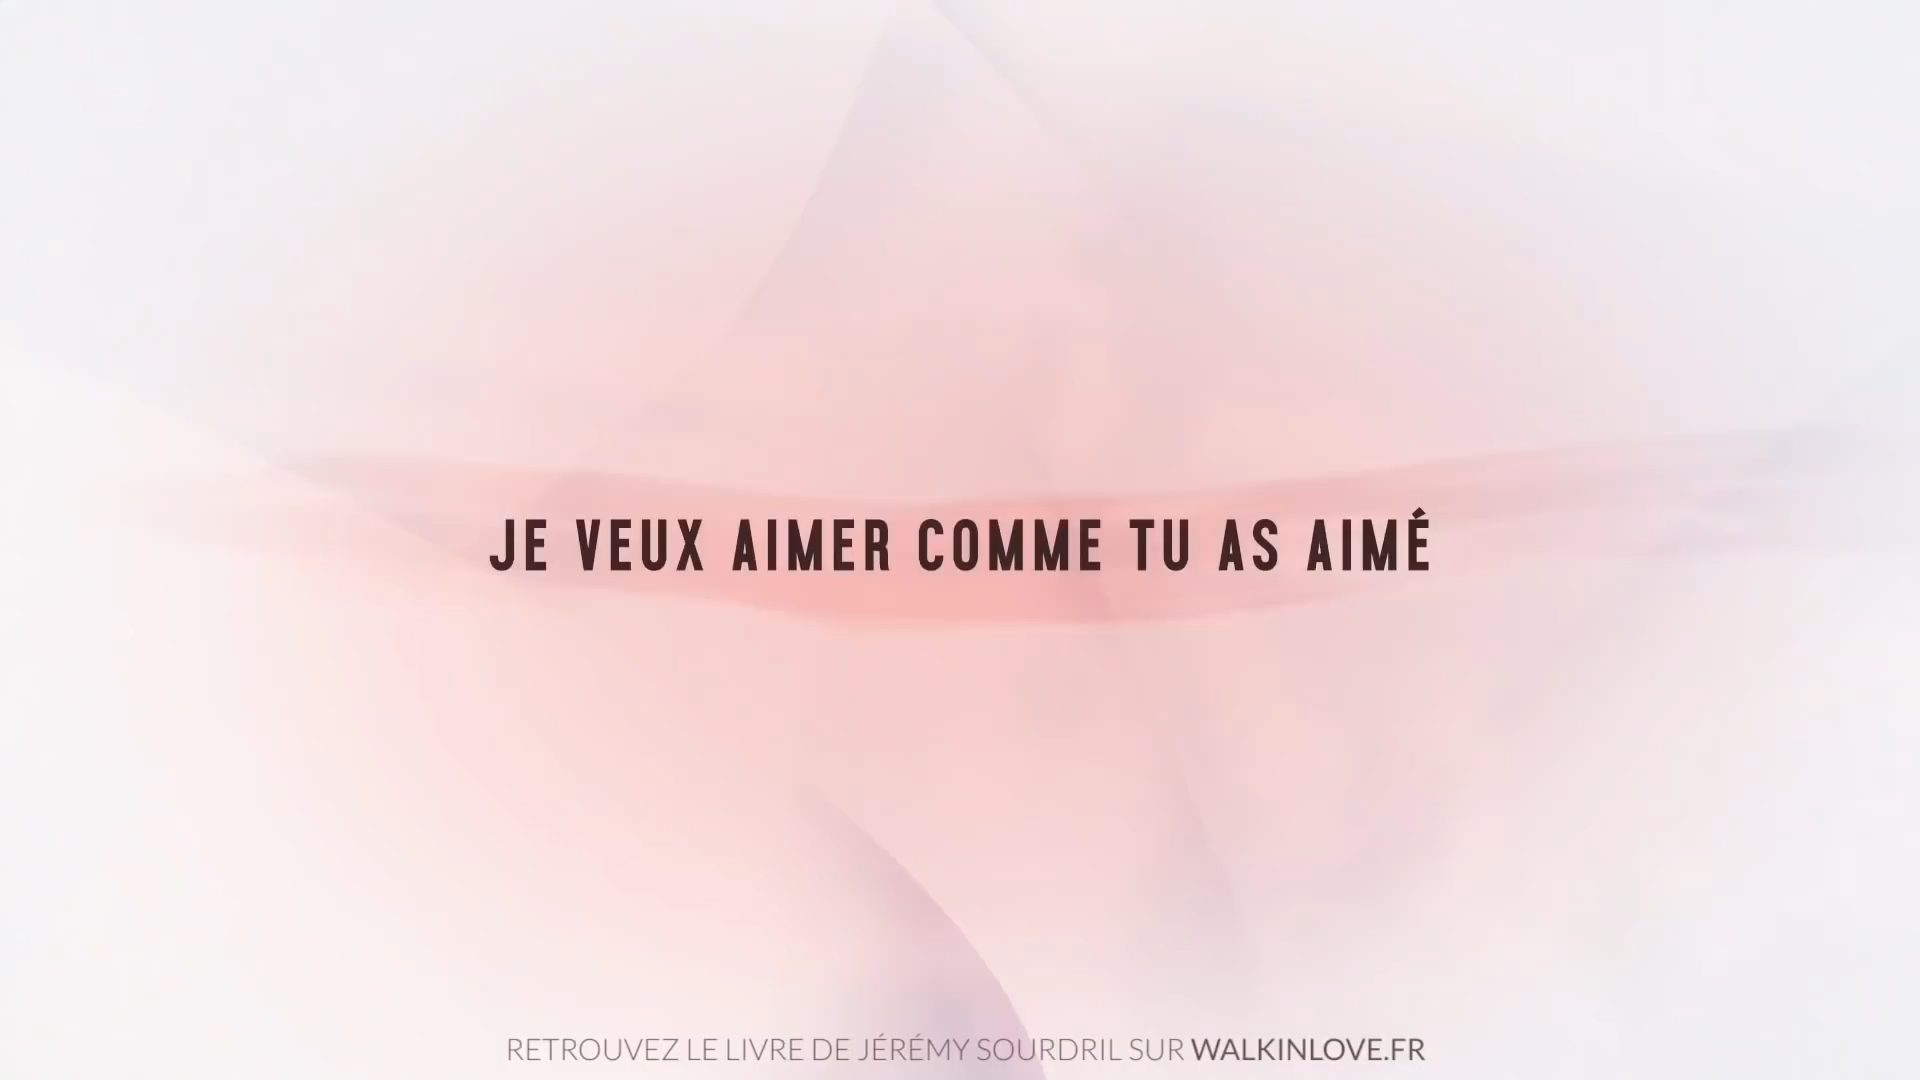 JE VEUX AIMER COMME TU AS AIMÉ
RETROUVEZ LE LIVRE DE JÉRÉMY SOURDRIL SUR WALKINLOVE.FR